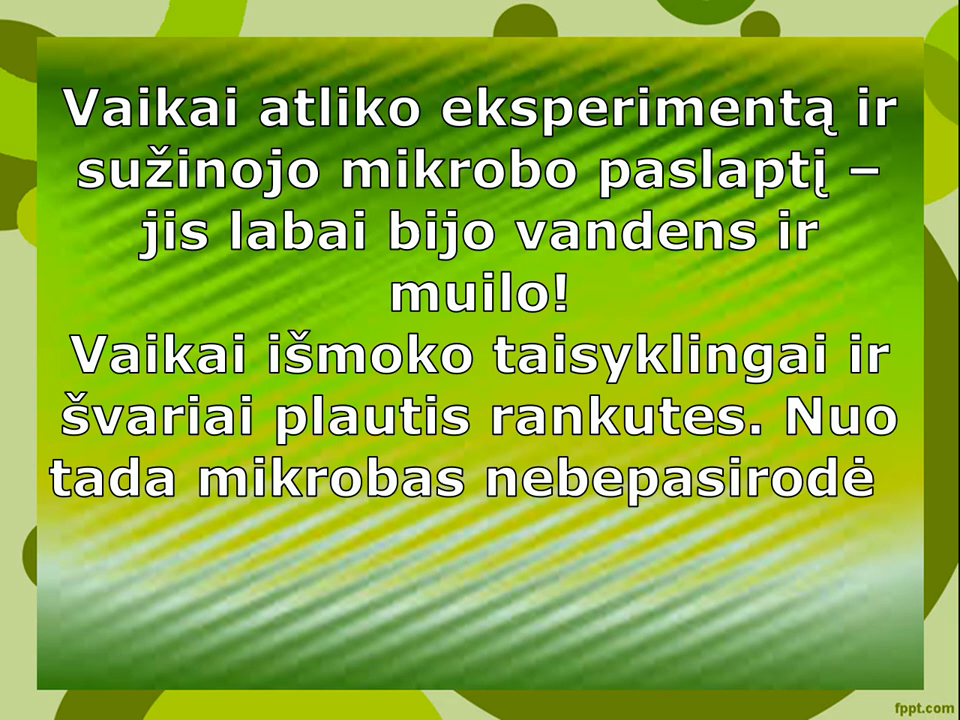 Vaikai atliko eksperimentą ir
sužinojo mikrobo paslaptį –
jis labai bijo vandens ir
muilo!
Vaikai išmoko taisyklingai ir
švariai plautis rankutes. Nuo
tada mikrobas nebepasirodė
fppt.com